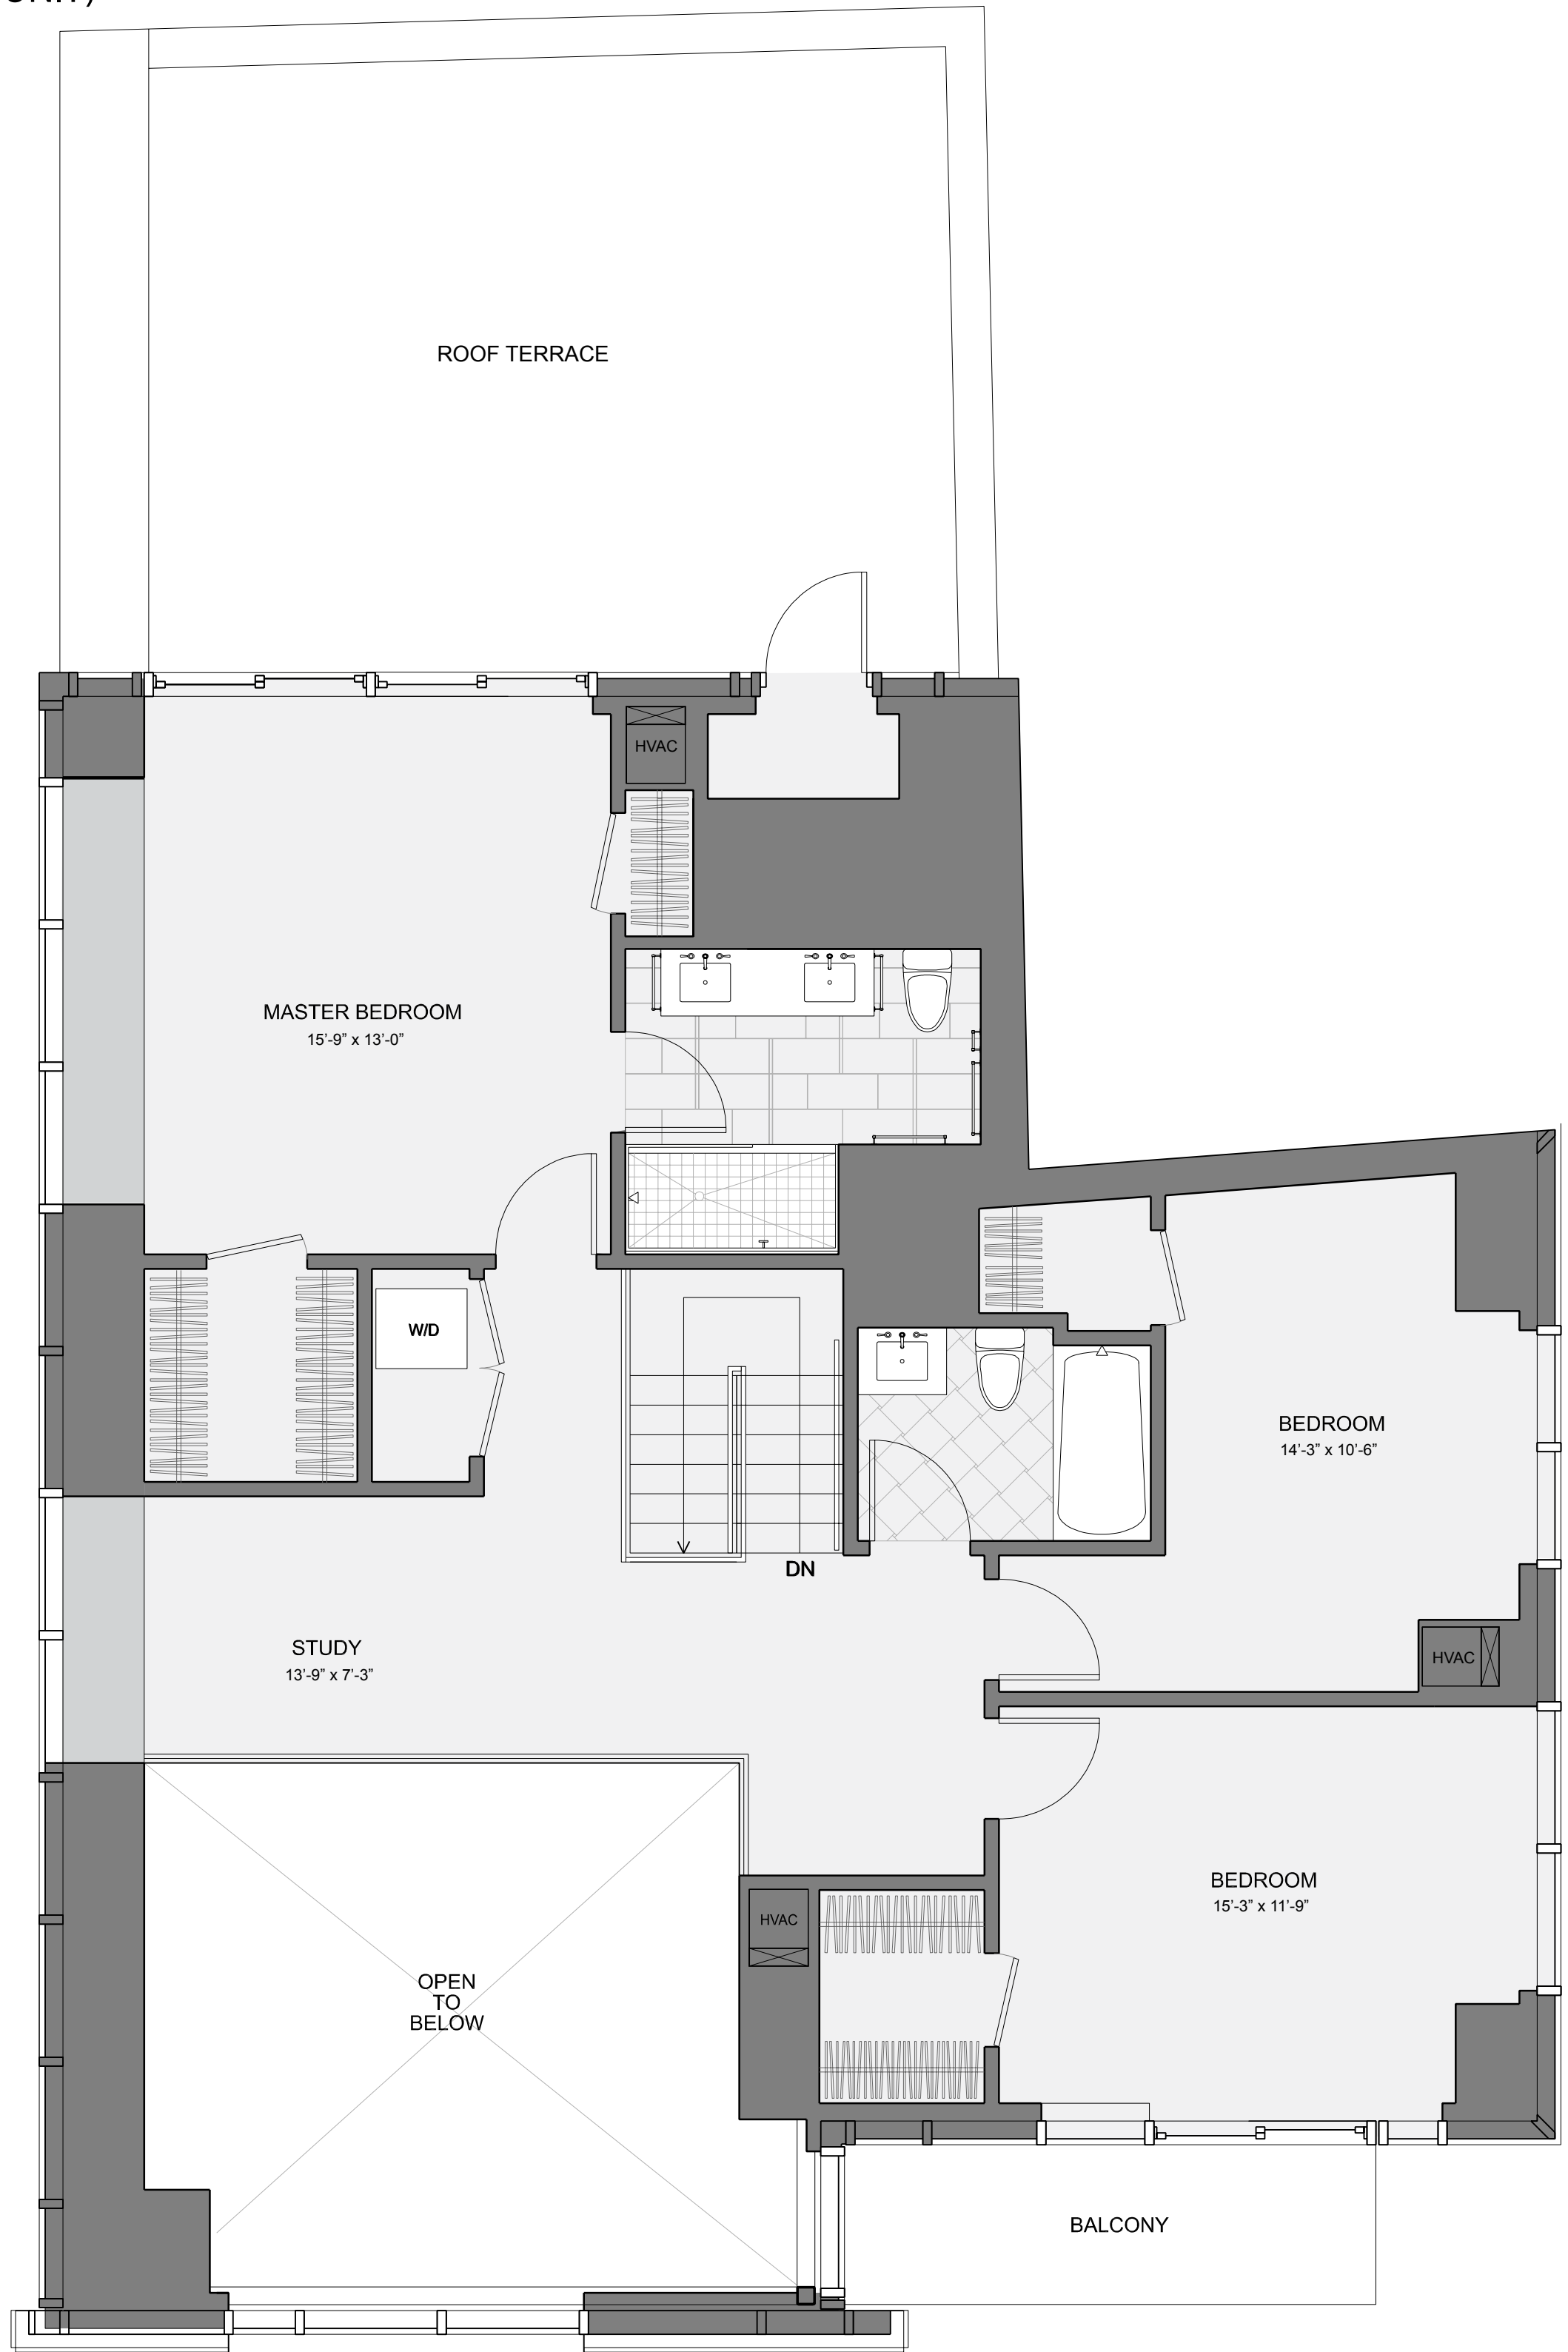 UNIT)
ROOF TERRACE
HVAC
MASTER BEDROOM
15’-9” x 13’-0”
W/D
BEDROOM
14’-3” x 10’-6”
DN
STUDY
13’-9” x 7’-3”
HVAC
BEDROOM
15’-3” x 11’-9”
HVAC
OPEN
TO
BELOW
BALCONY